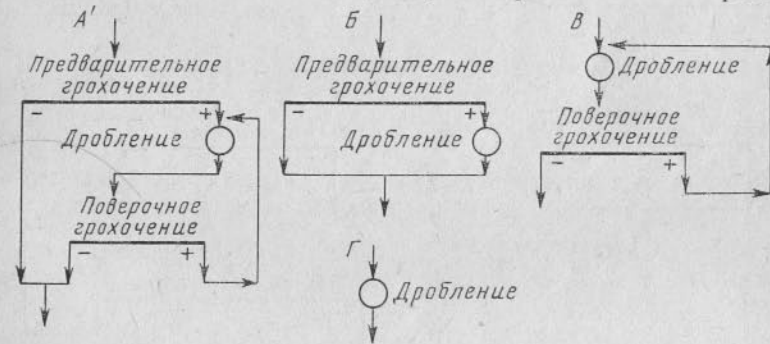 А'
Предварительное
грохочение
- +
Дробление
Поверочное
грохочение
- +
Б
Предварительное
грохочение
- +
Дробление
В
Дробление
Поверочное
грохочение
- +
Г
Дробление